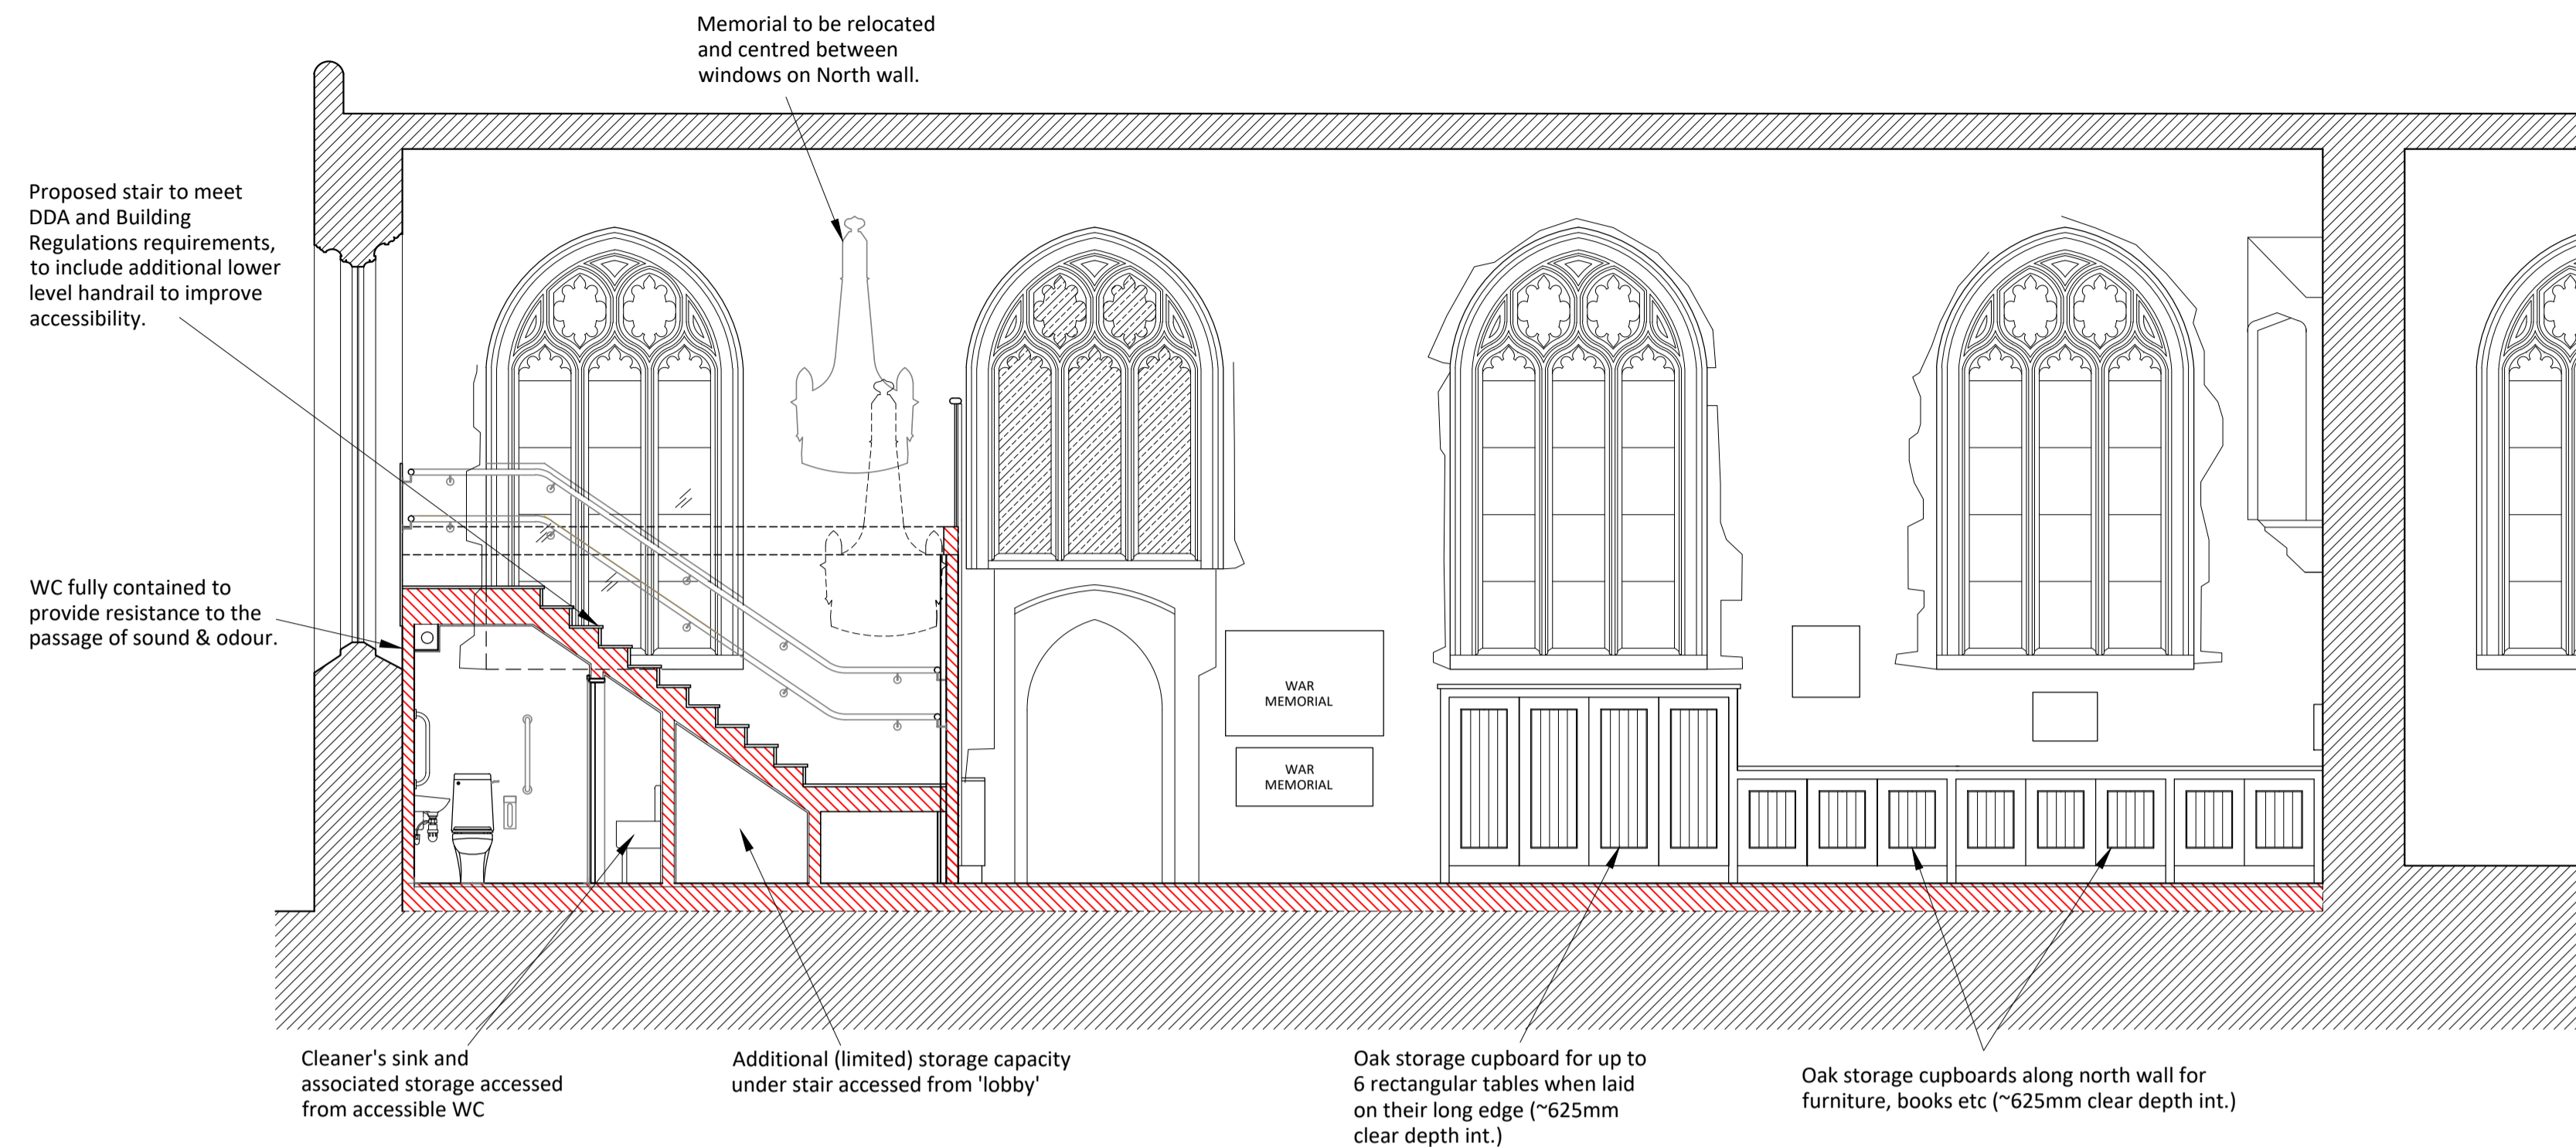 Memorial to be relocated
and centred between
windows on North wall.
Proposed stair to meet
DDA and Building
Regulations requirements,
to include additional lower
level handrail to improve
accessibility.
WC fully contained to
provide resistance to the
passage of sound & odour.
WAR
MEMORIAL
WAR
MEMORIAL
Cleaner's sink and
associated storage accessed
from accessible WC
Additional (limited) storage capacity
under stair accessed from 'lobby'
Oak storage cupboard for up to
6 rectangular tables when laid
on their long edge (~625mm
clear depth int.)
Oak storage cupboards along north wall for
furniture, books etc (~625mm clear depth int.)